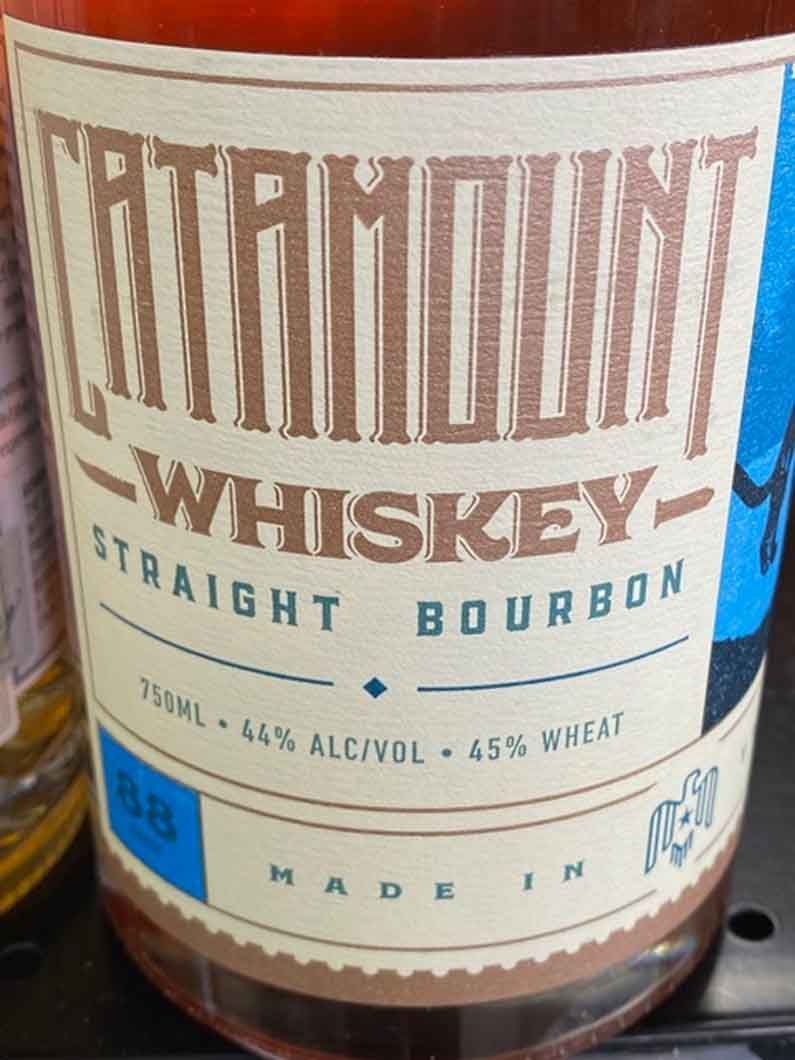 CATAMOUNT
WHISKEY
STRAIGHT BOURBON
750ML • 44% ALC/VOL • 45% WHEAT
88
MADE IN